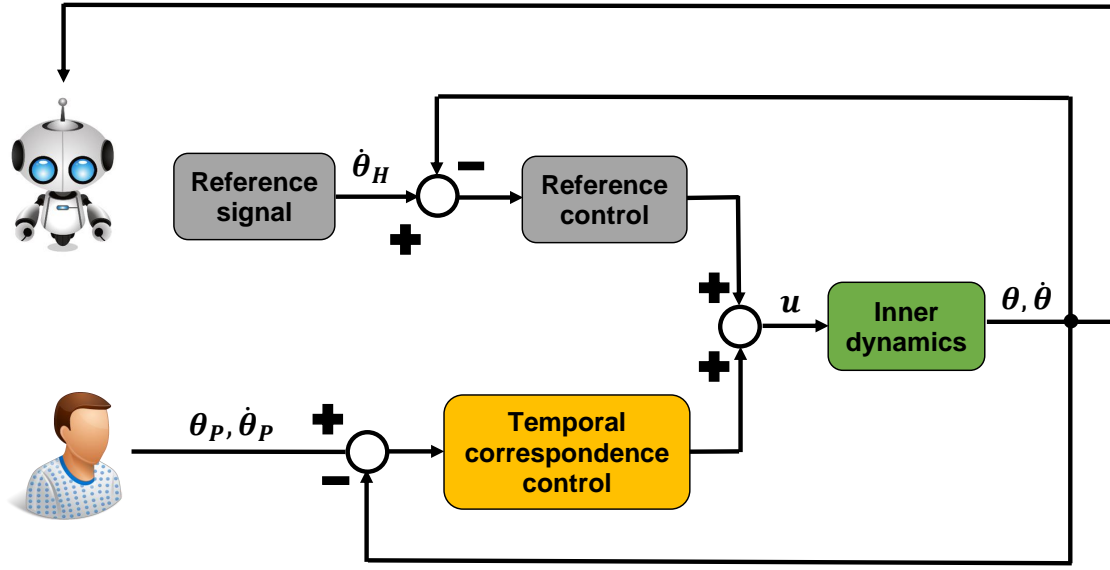 Reference
signal
θ̇_H
−
+
Reference
control
+
+
u
Inner
dynamics
θ, θ̇
θ_P, θ̇_P
+
−
Temporal
correspondence
control